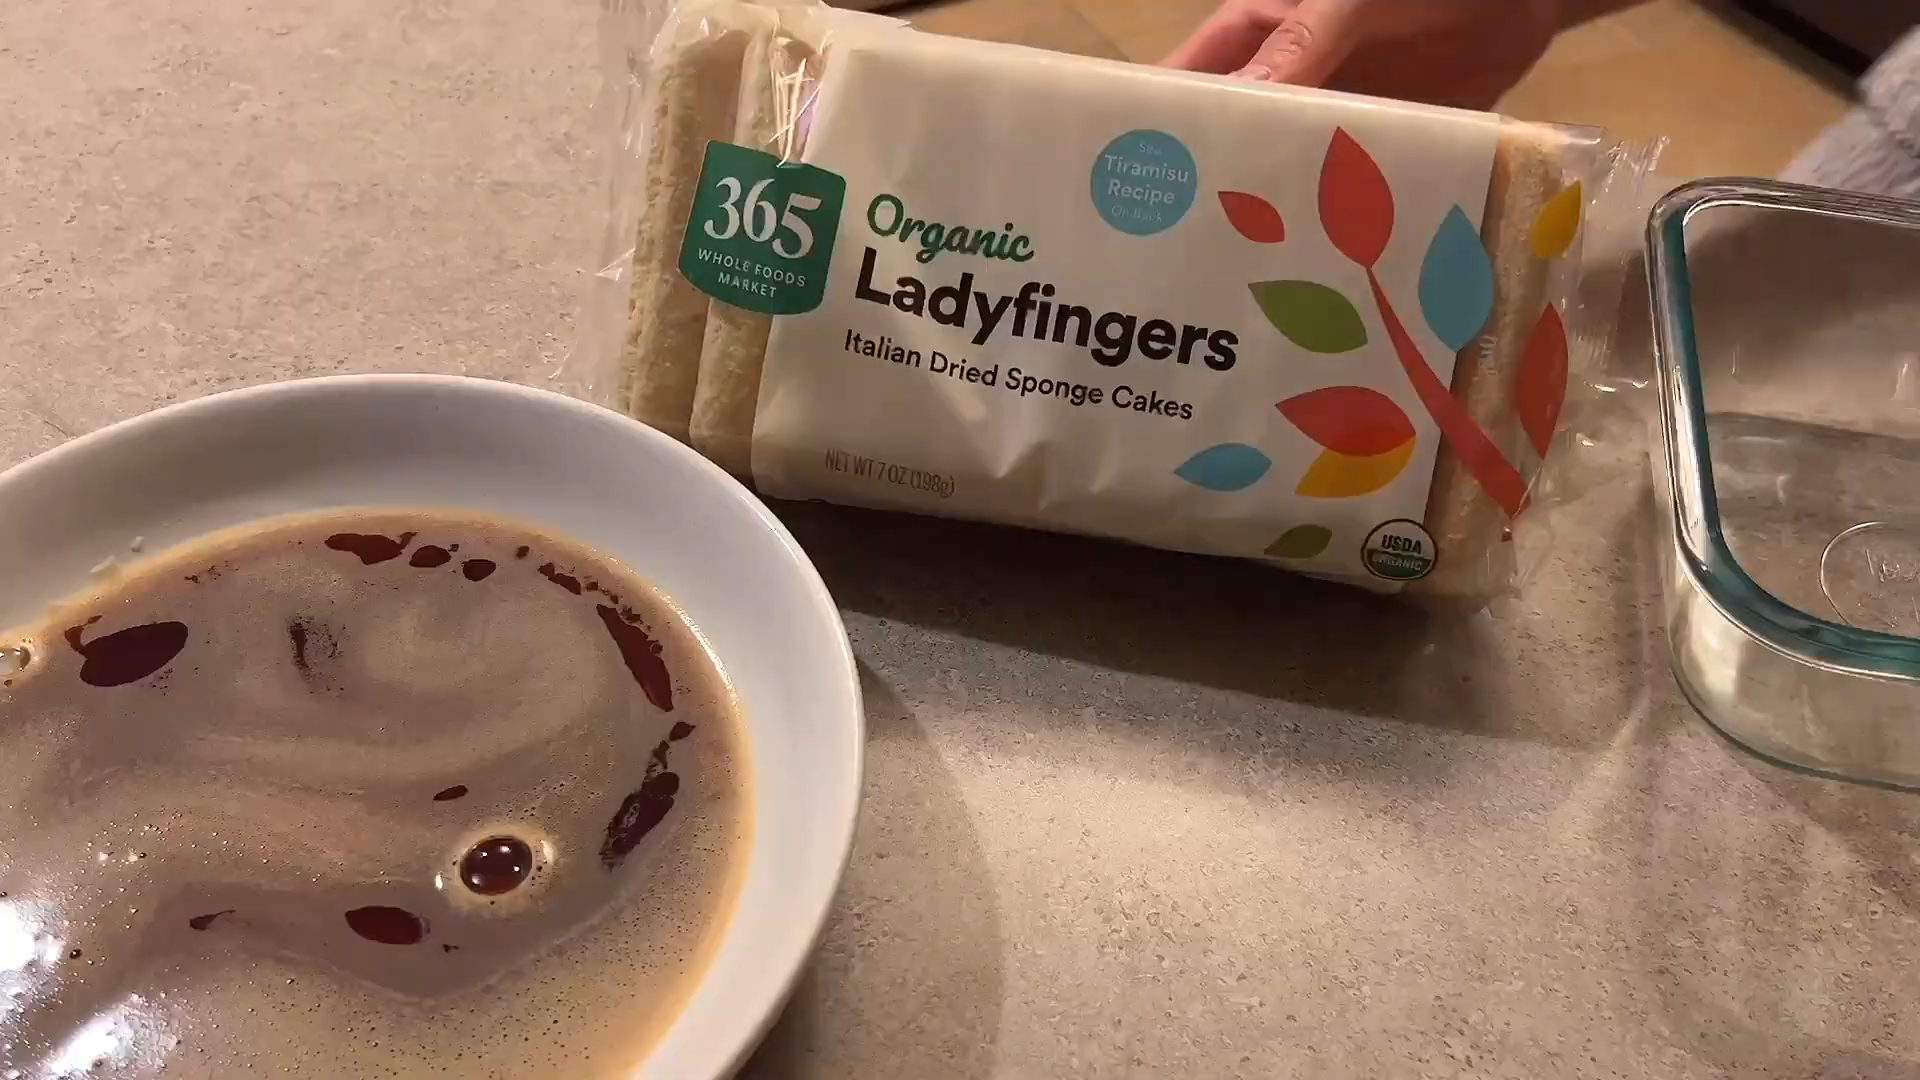 365
WHOLE FOODS
MARKET
Organic
Ladyfingers
Italian Dried Sponge Cakes
See
Tiramisu
Recipe
On Back
NET WT 7 OZ (198g)
USDA
ORGANIC